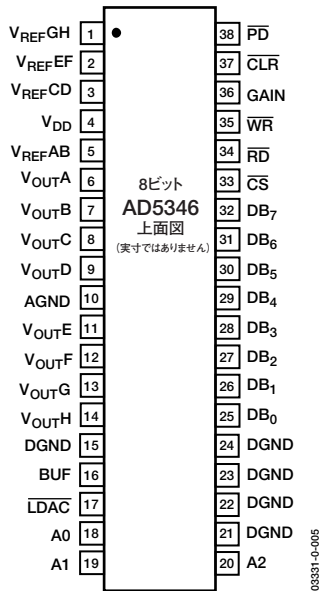 VREFGH 1 38 PD
VREFEF 2 37 CLR
VREFCD 3 36 GAIN
VDD 4 35 WR
VREFAB 5 34 RD
VOUTA 6 33 CS
VOUTB 7 8ビット 32 DB7
VOUTC 8 AD5346 31 DB6
VOUTD 9 上面図 30 DB5
(実寸ではありません)
AGND 10 29 DB4
VOUTE 11 28 DB3
VOUTF 12 27 DB2
VOUTG 13 26 DB1
VOUTH 14 25 DB0
DGND 15 24 DGND
BUF 16 23 DGND
LDAC 17 22 DGND
A0 18 21 DGND
A1 19 20 A2
03331-0-005